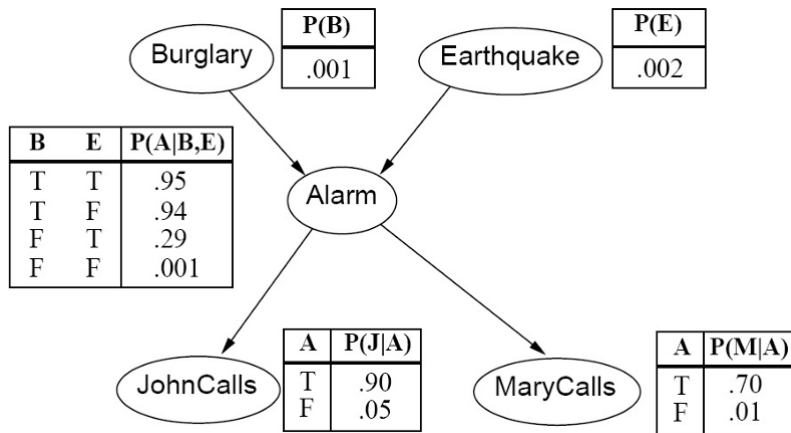 Burglary
P(B)
.001
Earthquake
P(E)
.002
B E P(A|B,E)
T T .95
T F .94
F T .29
F F .001
Alarm
JohnCalls
A P(J|A)
T .90
F .05
MaryCalls
A P(M|A)
T .70
F .01